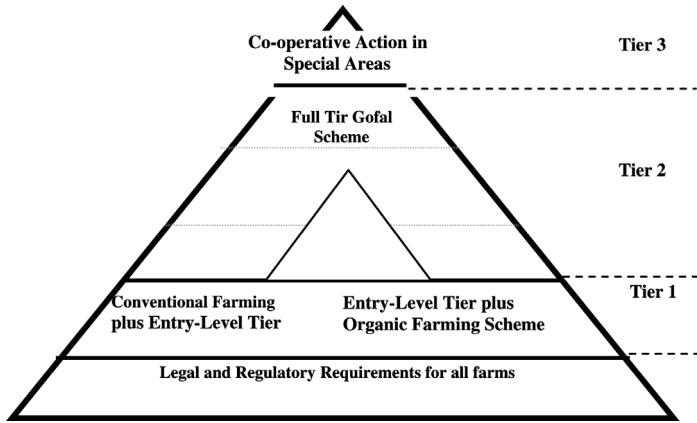 Co-operative Action in
Special Areas
Tier 3
Full Tir Gofal
Scheme
Tier 2
Tier 1
Conventional Farming
plus Entry-Level Tier
Entry-Level Tier plus
Organic Farming Scheme
Legal and Regulatory Requirements for all farms